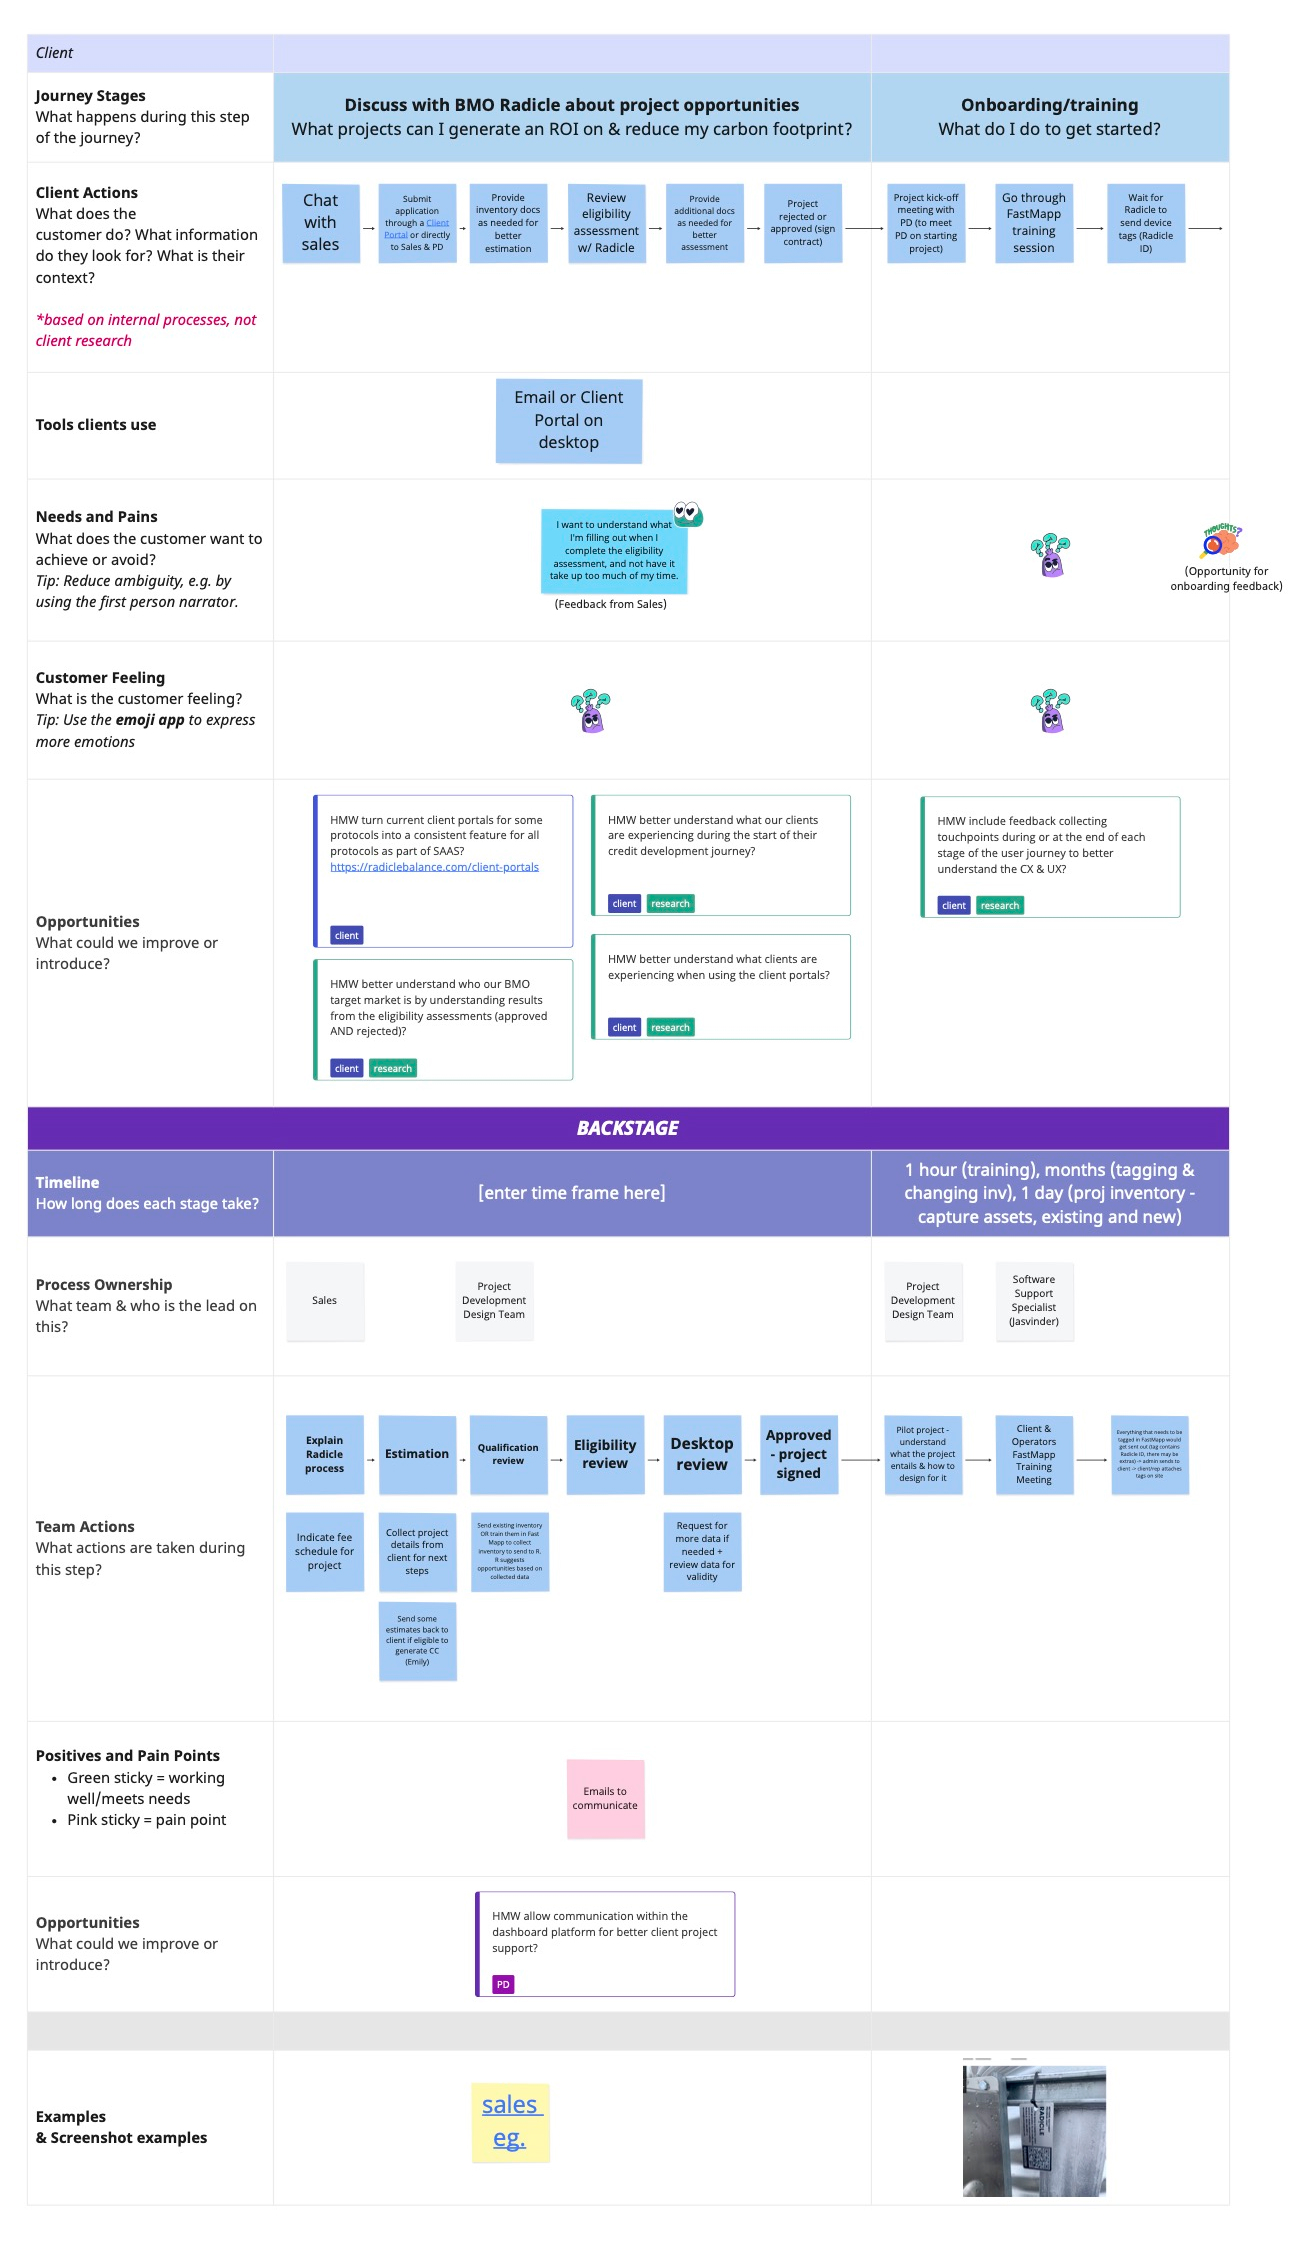 Client
Journey Stages
What happens during this step
of the journey?
Discuss with BMO Radicle about project opportunities
What projects can I generate an ROI on & reduce my carbon footprint?
Onboarding/training
What do I do to get started?
Client Actions
What does the
customer do? What information
do they look for? What is their
context?
*based on internal processes, not
client research
Chat
with
sales
Submit
application
through a Client
Portal or directly
to Sales & PD
Provide
inventory docs
as needed for
better
estimation
Review
eligibility
assessment
w/ Radicle
Provide
additional docs
as needed for
better
assessment
Project
rejected or
approved (sign
contract)
Project kick-off
meeting with
PD (to meet
PD on starting
project)
Go through
FastMapp
training
session
Wait for
Radicle to
send device
tags (Radicle
ID)
Tools clients use
Email or Client
Portal on
desktop
Needs and Pains
What does the customer want to
achieve or avoid?
Tip: Reduce ambiguity, e.g. by
using the first person narrator.
I want to understand what
I'm filling out when I
complete the eligibility
assessment, and not have it
take up too much of my time.
(Feedback from Sales)
THOUGHTS?
(Opportunity for
onboarding feedback)
Customer Feeling
What is the customer feeling?
Tip: Use the emoji app to express
more emotions
Opportunities
What could we improve or
introduce?
HMW turn current client portals for some
protocols into a consistent feature for all
protocols as part of SAAS?
https://radiclebalance.com/client-portals
client
HMW better understand who our BMO
target market is by understanding results
from the eligibility assessments (approved
AND rejected)?
client research
HMW better understand what our clients
are experiencing during the start of their
credit development journey?
client research
HMW better understand what clients are
experiencing when using the client portals?
client research
HMW include feedback collecting
touchpoints during or at the end of each
stage of the user journey to better
understand the CX & UX?
client research
BACKSTAGE
Timeline
How long does each stage take?
[enter time frame here]
1 hour (training), months (tagging &
changing inv), 1 day (proj inventory -
capture assets, existing and new)
Process Ownership
What team & who is the lead on
this?
Sales
Project
Development
Design Team
Project
Development
Design Team
Software
Support
Specialist
(Jasvinder)
Team Actions
What actions are taken during
this step?
Explain
Radicle
process
Estimation
Qualification
review
Eligibility
review
Desktop
review
Approved
- project
signed
Pilot project -
understand
what the project
entails & how to
design for it
Client &
Operators
FastMapp
Training
Meeting
Everything that needs to be
tagged in FastMapp would
get sent out (tag contains
Radicle ID, there may be
extras) -> admin sends to
client -> client/rep attaches
tags on site
Indicate fee
schedule for
project
Collect project
details from
client for next
steps
Send existing inventory
OR train them in Fast
Mapp to collect
inventory to send to R.
R suggests
opportunities based on
collected data
Request for
more data if
needed +
review data for
validity
Send some
estimates back to
client if eligible to
generate CC
(Emily)
Positives and Pain Points
• Green sticky = working
well/meets needs
• Pink sticky = pain point
Emails to
communicate
Opportunities
What could we improve or
introduce?
HMW allow communication within the
dashboard platform for better client project
support?
PD
Examples
& Screenshot examples
sales
eg.
RADICLE